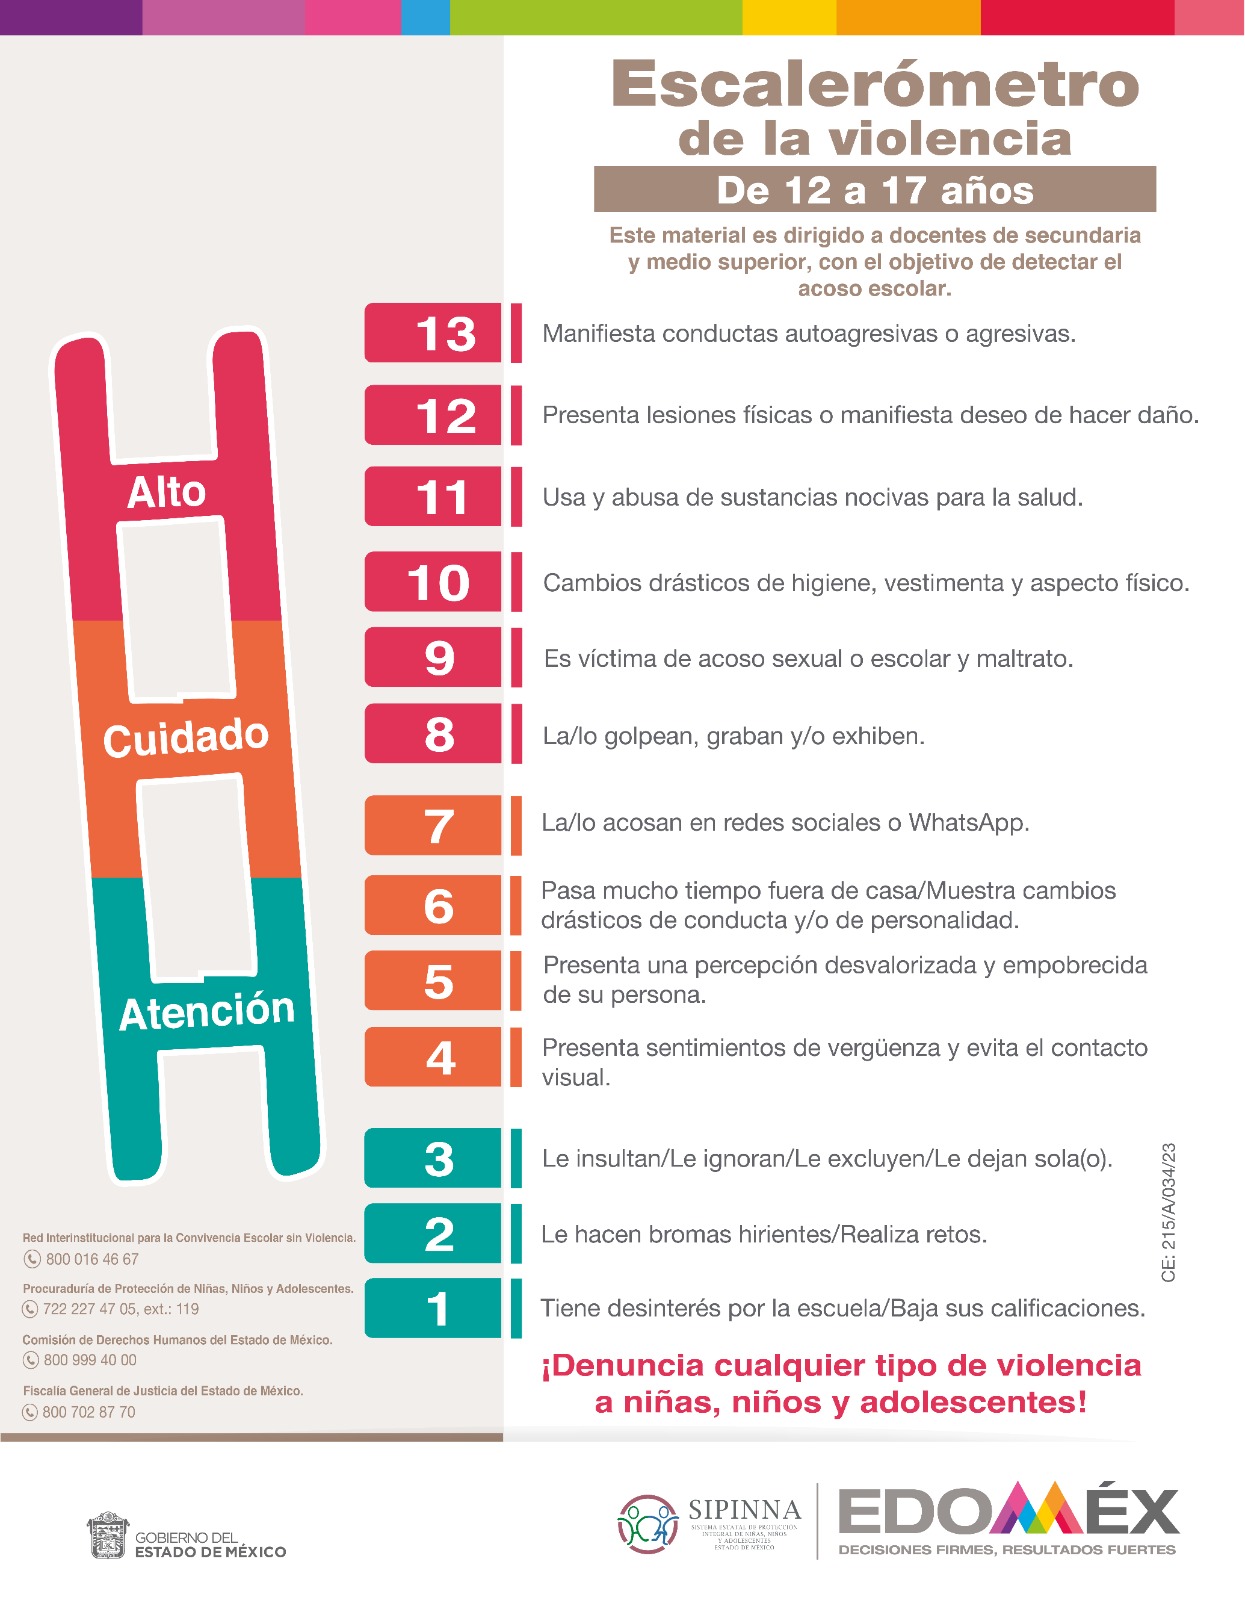 Escalerómetro
de la violencia
De 12 a 17 años
Este material es dirigido a docentes de secundaria
y medio superior, con el objetivo de detectar el
acoso escolar.
13 Manifiesta conductas autoagresivas o agresivas.
12 Presenta lesiones físicas o manifiesta deseo de hacer daño.
11 Usa y abusa de sustancias nocivas para la salud.
10 Cambios drásticos de higiene, vestimenta y aspecto físico.
9 Es víctima de acoso sexual o escolar y maltrato.
8 La/lo golpean, graban y/o exhiben.
7 La/lo acosan en redes sociales o WhatsApp.
6 Pasa mucho tiempo fuera de casa/Muestra cambios
drásticos de conducta y/o de personalidad.
5 Presenta una percepción desvalorizada y empobrecida
de su persona.
4 Presenta sentimientos de vergüenza y evita el contacto
visual.
3 Le insultan/Le ignoran/Le excluyen/Le dejan sola(o).
2 Le hacen bromas hirientes/Realiza retos.
1 Tiene desinterés por la escuela/Baja sus calificaciones.
Alto
Cuidado
Atención
Red Interinstitucional para la Convivencia Escolar sin Violencia.
800 016 46 67
Procuraduría de Protección de Niñas, Niños y Adolescentes.
722 227 47 05, ext.: 119
Comisión de Derechos Humanos del Estado de México.
800 999 40 00
Fiscalía General de Justicia del Estado de México.
800 702 87 70
¡Denuncia cualquier tipo de violencia
a niñas, niños y adolescentes!
CE: 215/A/034/23
GOBIERNO DEL
ESTADO DE MÉXICO
SIPINNA
SISTEMA ESTATAL DE PROTECCIÓN
INTEGRAL DE NIÑAS, NIÑOS
Y ADOLESCENTES
ESTADO DE MÉXICO
EDOMÉX
DECISIONES FIRMES, RESULTADOS FUERTES